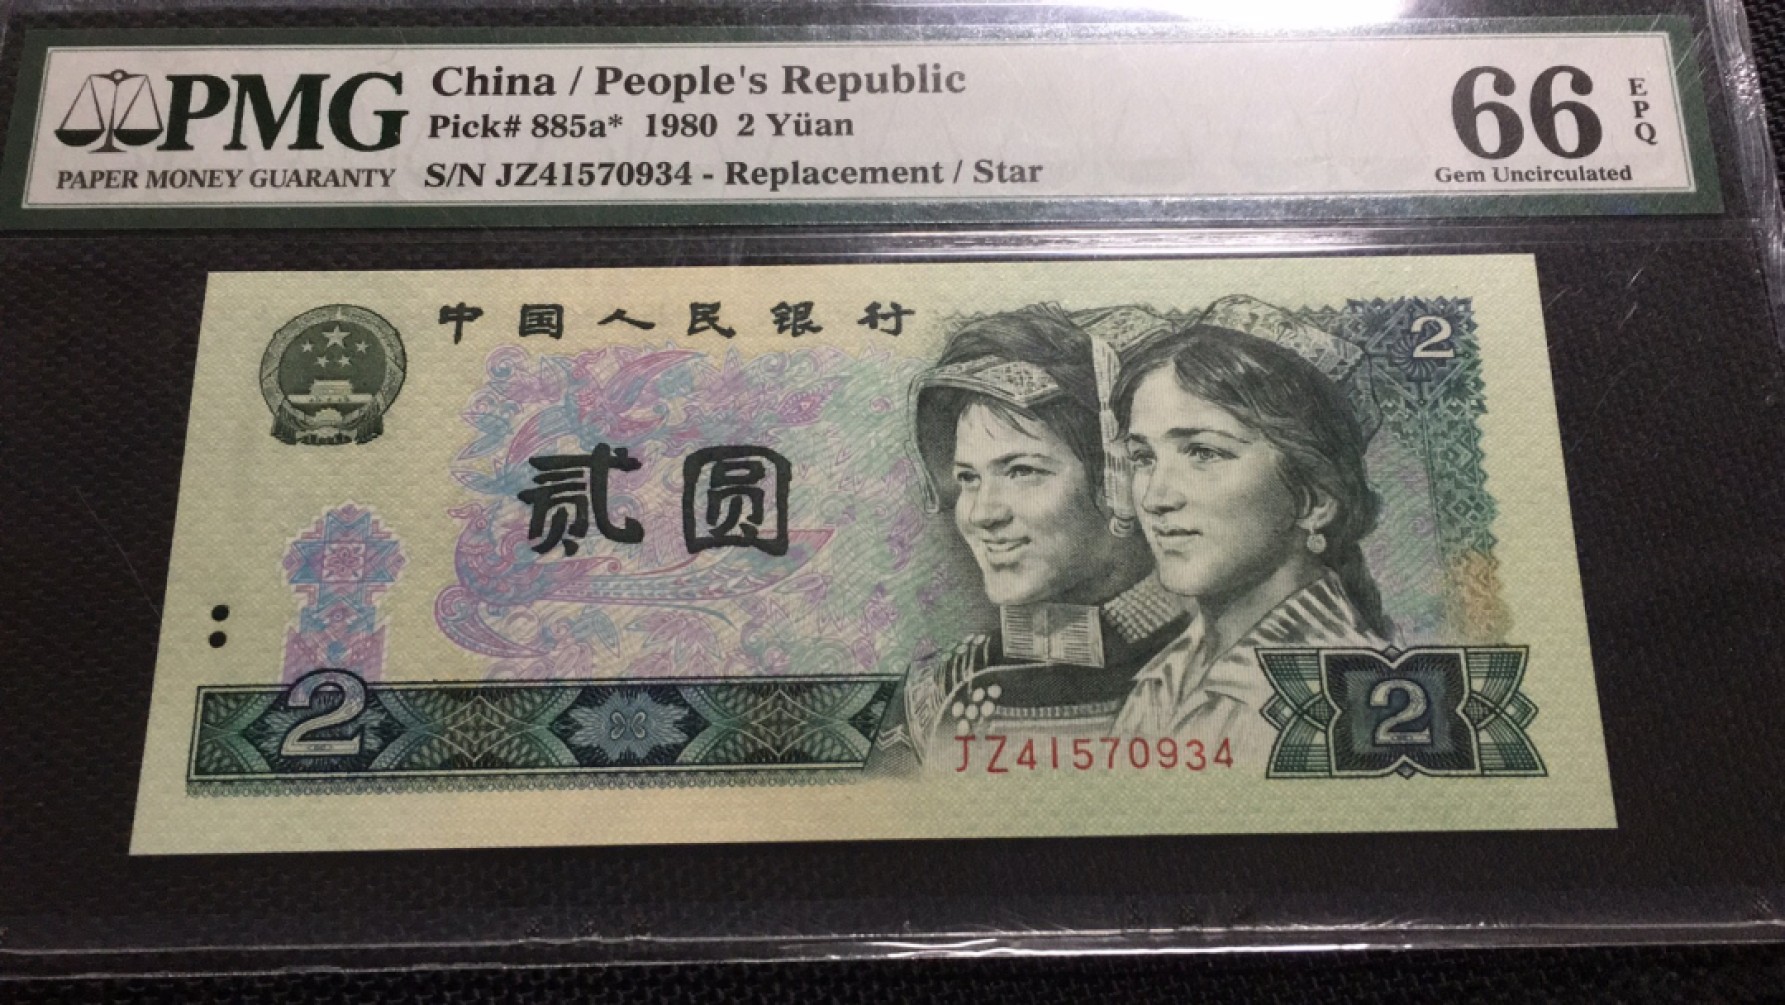 PMG
PAPER MONEY GUARANTY
China / People's Republic
Pick# 885a* 1980 2 Yüan
S/N JZ41570934 - Replacement / Star
66
EPQ
Gem Uncirculated
中国人民银行
2
贰圆
2
2
JZ41570934